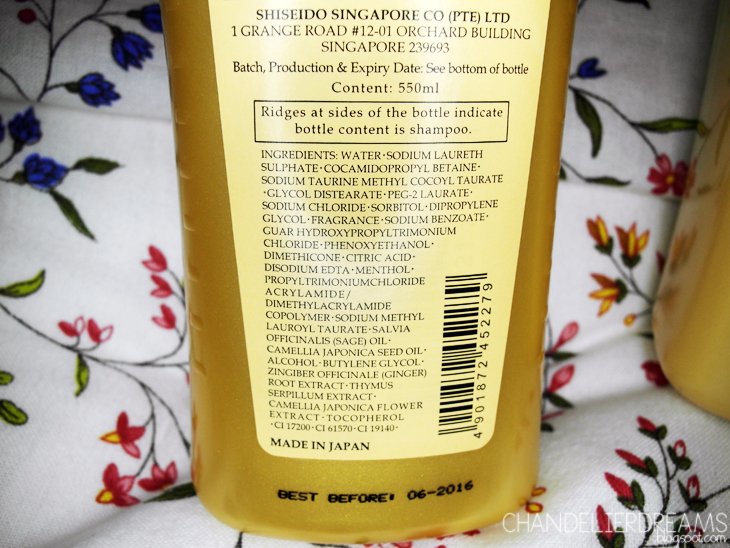 SHISEIDO SINGAPORE CO (PTE) LTD
1 GRANGE ROAD #12-01 ORCHARD BUILDING
SINGAPORE 239693
Batch, Production & Expiry Date: See bottom of bottle
Content: 550ml
Ridges at sides of the bottle indicate
bottle content is shampoo.
INGREDIENTS: WATER·SODIUM LAURETH
SULPHATE·COCAMIDOPROPYL BETAINE·
SODIUM TAURINE METHYL COCOYL TAURATE
·GLYCOL DISTEARATE·PEG-2 LAURATE·
SODIUM CHLORIDE·SORBITOL·DIPROPYLENE
GLYCOL·FRAGRANCE·SODIUM BENZOATE·
GUAR HYDROXYPROPYLTRIMONIUM
CHLORIDE·PHENOXYETHANOL·
DIMETHICONE·CITRIC ACID·
DISODIUM EDTA·MENTHOL·
PROPYLTRIMONIUMCHLORIDE
ACRYLAMIDE/
DIMETHYLACRYLAMIDE
COPOLYMER·SODIUM METHYL
LAUROYL TAURATE·SALVIA
OFFICINALIS (SAGE) OIL·
CAMELLIA JAPONICA SEED OIL·
ALCOHOL·BUTYLENE GLYCOL·
ZINGIBER OFFICINALE (GINGER)
ROOT EXTRACT·THYMUS
SERPILLUM EXTRACT·
CAMELLIA JAPONICA FLOWER
EXTRACT·TOCOPHEROL
·CI 17200·CI 61570·CI 19140·
MADE IN JAPAN
4 901872 452279
BEST BEFORE: 06-2016
CHANDELIERDREAMS
blogspot.com